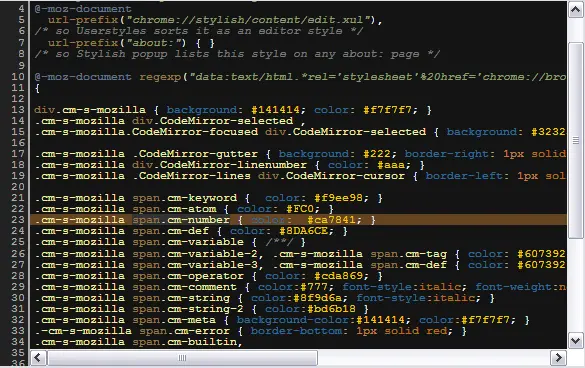 4 @-moz-document
5 url-prefix("chrome://stylish/content/edit.xul"),
6 /* so Userstyles sorts it as an editor style */
7 url-prefix("about:") { }
8 /* so Stylish popup lists this style on any about: page */
9
10 @-moz-document regexp("data:text/html.*rel='stylesheet'%20href='chrome://bro
11 {
12
13 div.cm-s-mozilla { background: #141414; color: #f7f7f7; }
14 .cm-s-mozilla div.CodeMirror-selected ,
15 .cm-s-mozilla.CodeMirror-focused div.CodeMirror-selected { background: #3232
16
17 .cm-s-mozilla .CodeMirror-gutter { background: #222; border-right: 1px solid
18 .cm-s-mozilla div.CodeMirror-linenumber { color: #aaa; }
19 .cm-s-mozilla .CodeMirror-lines div.CodeMirror-cursor { border-left: 1px sol
20
21 .cm-s-mozilla span.cm-keyword {  color: #f9ee98; }
22 .cm-s-mozilla span.cm-atom { color: #FC0; }
23 .cm-s-mozilla span.cm-number { color:  #ca7841; }
24 .cm-s-mozilla span.cm-def { color: #8DA6CE; }
25 .cm-s-mozilla span.cm-variable { /**/ }
26 .cm-s-mozilla span.cm-variable-2, .cm-s-mozilla span.cm-tag { color: #607392
27 .cm-s-mozilla span.cm-variable-3, .cm-s-mozilla span.cm-def { color: #607392
28 .cm-s-mozilla span.cm-operator { color: #cda869; }
29 .cm-s-mozilla span.cm-comment { color:#777; font-style:italic; font-weight:n
30 .cm-s-mozilla span.cm-string { color:#8f9d6a; font-style:italic; }
31 .cm-s-mozilla span.cm-string-2 { color:#bd6b18 }
32 .cm-s-mozilla span.cm-meta { background-color:#141414; color:#f7f7f7; }
33 .-cm-s-mozilla span.cm-error { border-bottom: 1px solid red; }
34 .cm-s-mozilla span.cm-builtin,
35
36